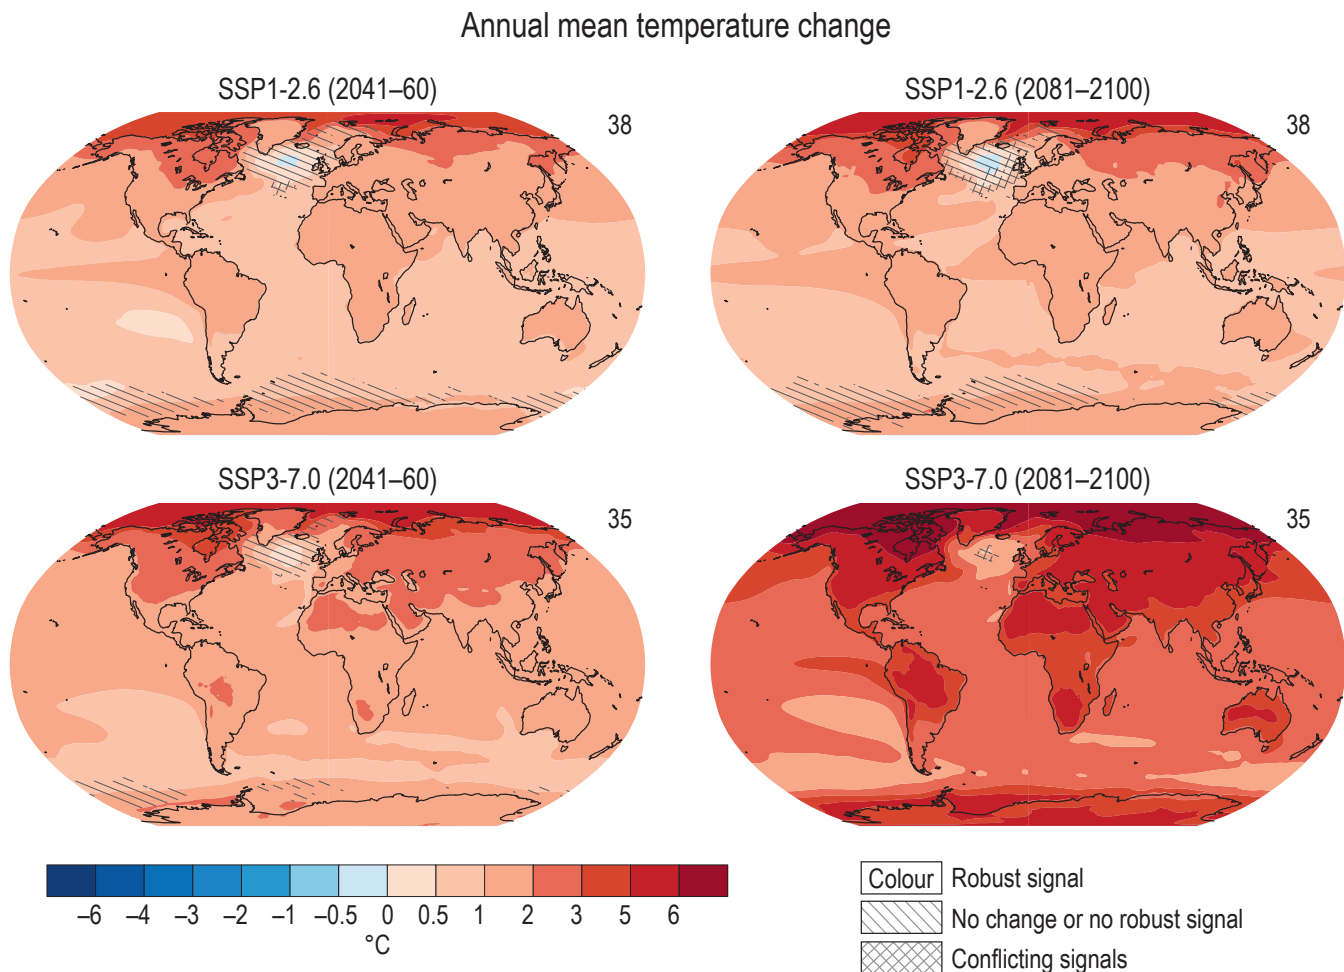 Annual mean temperature change
SSP1-2.6 (2041–60)
38
SSP1-2.6 (2081–2100)
38
SSP3-7.0 (2041–60)
35
SSP3-7.0 (2081–2100)
35
–6 –4 –3 –2 –1 –0.5 0 0.5 1 2 3 5 6
°C
Colour Robust signal
No change or no robust signal
Conflicting signals